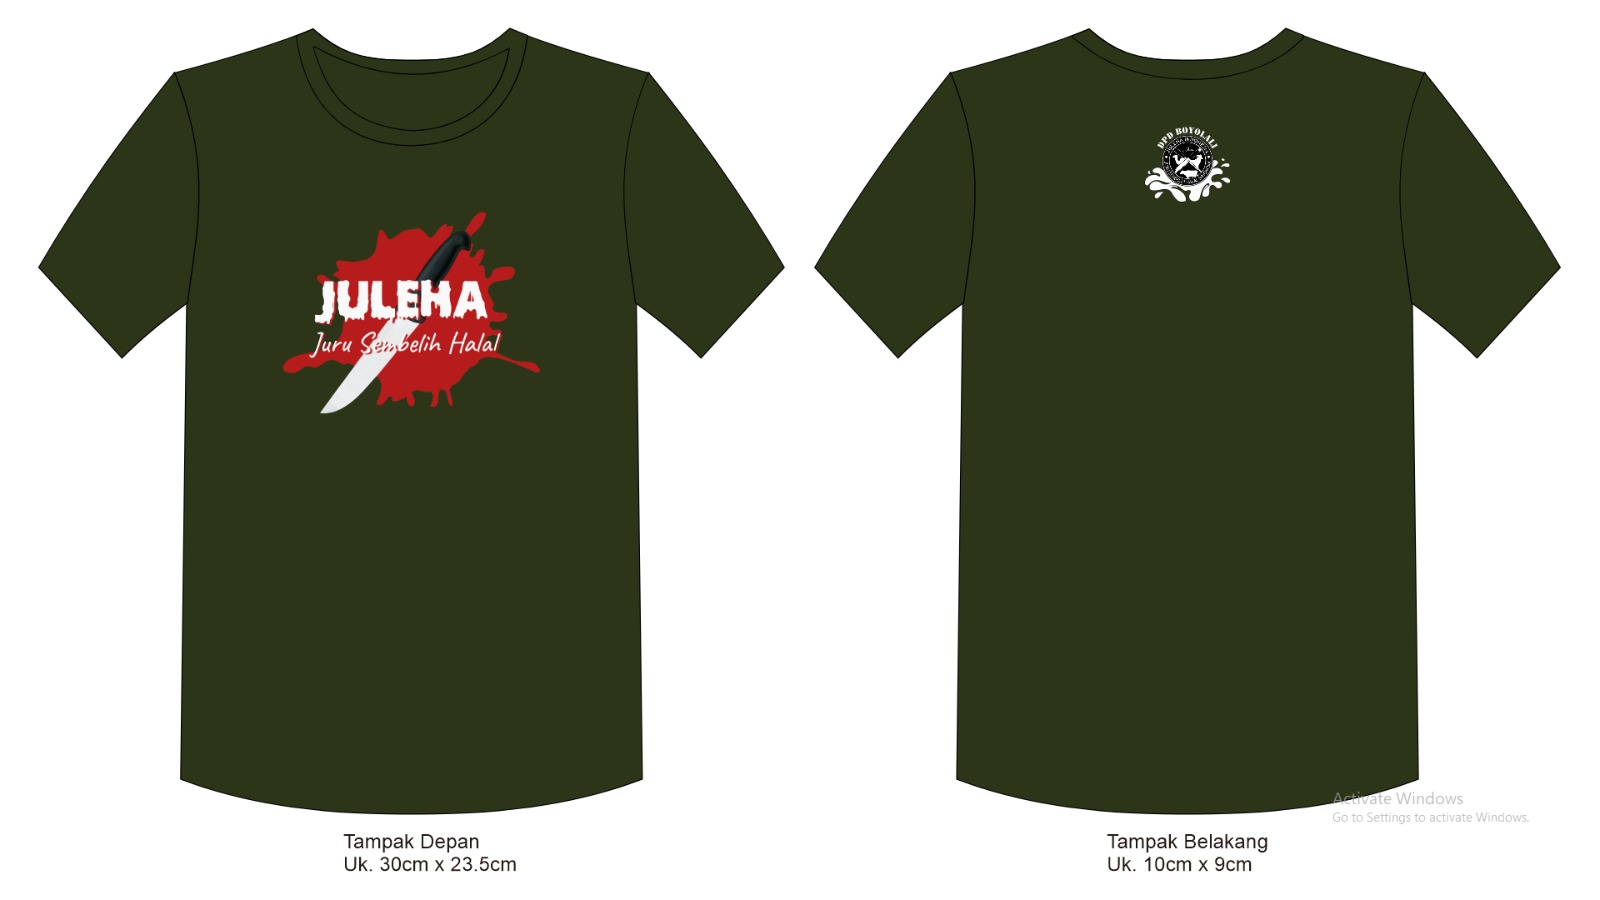 JULEHA
Juru Sembelih Halal
DPD BOYOLALI
Activate Windows
Go to Settings to activate Windows.
Tampak Depan
Uk. 30cm x 23.5cm
Tampak Belakang
Uk. 10cm x 9cm